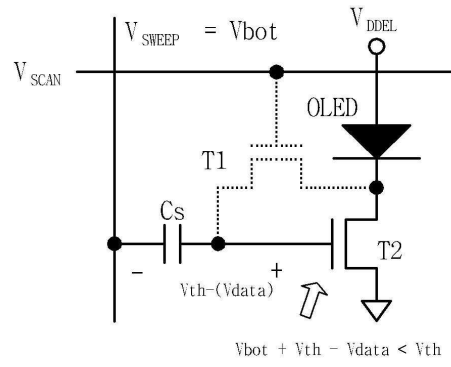 V_SWEEP = Vbot
V_DDEL
V_SCAN
OLED
T1
Cs
T2
- +
Vth-(Vdata)
Vbot + Vth - Vdata < Vth